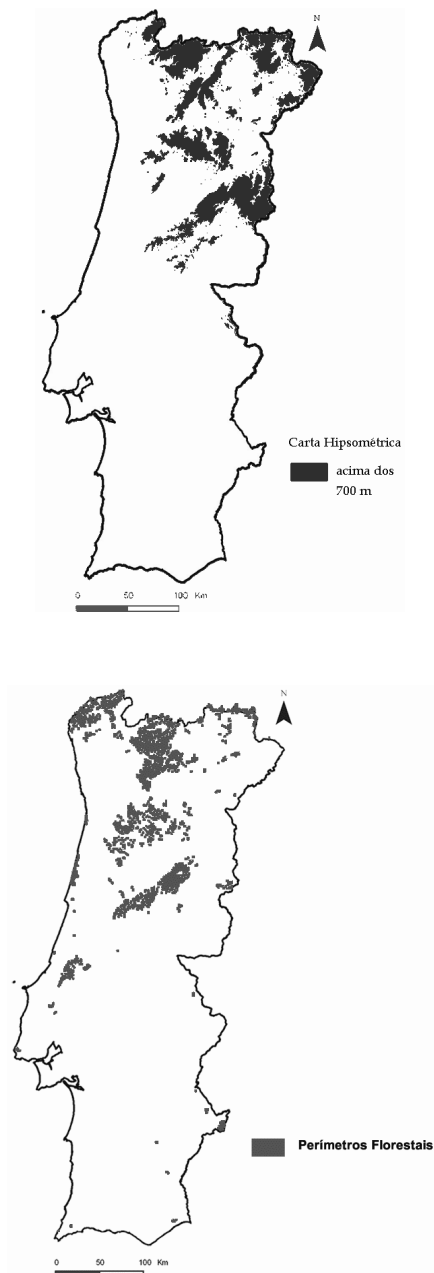 N
Carta Hipsométrica
acima dos
700 m
0 50 100 Km
N
Perímetros Florestais
0 50 100 Km